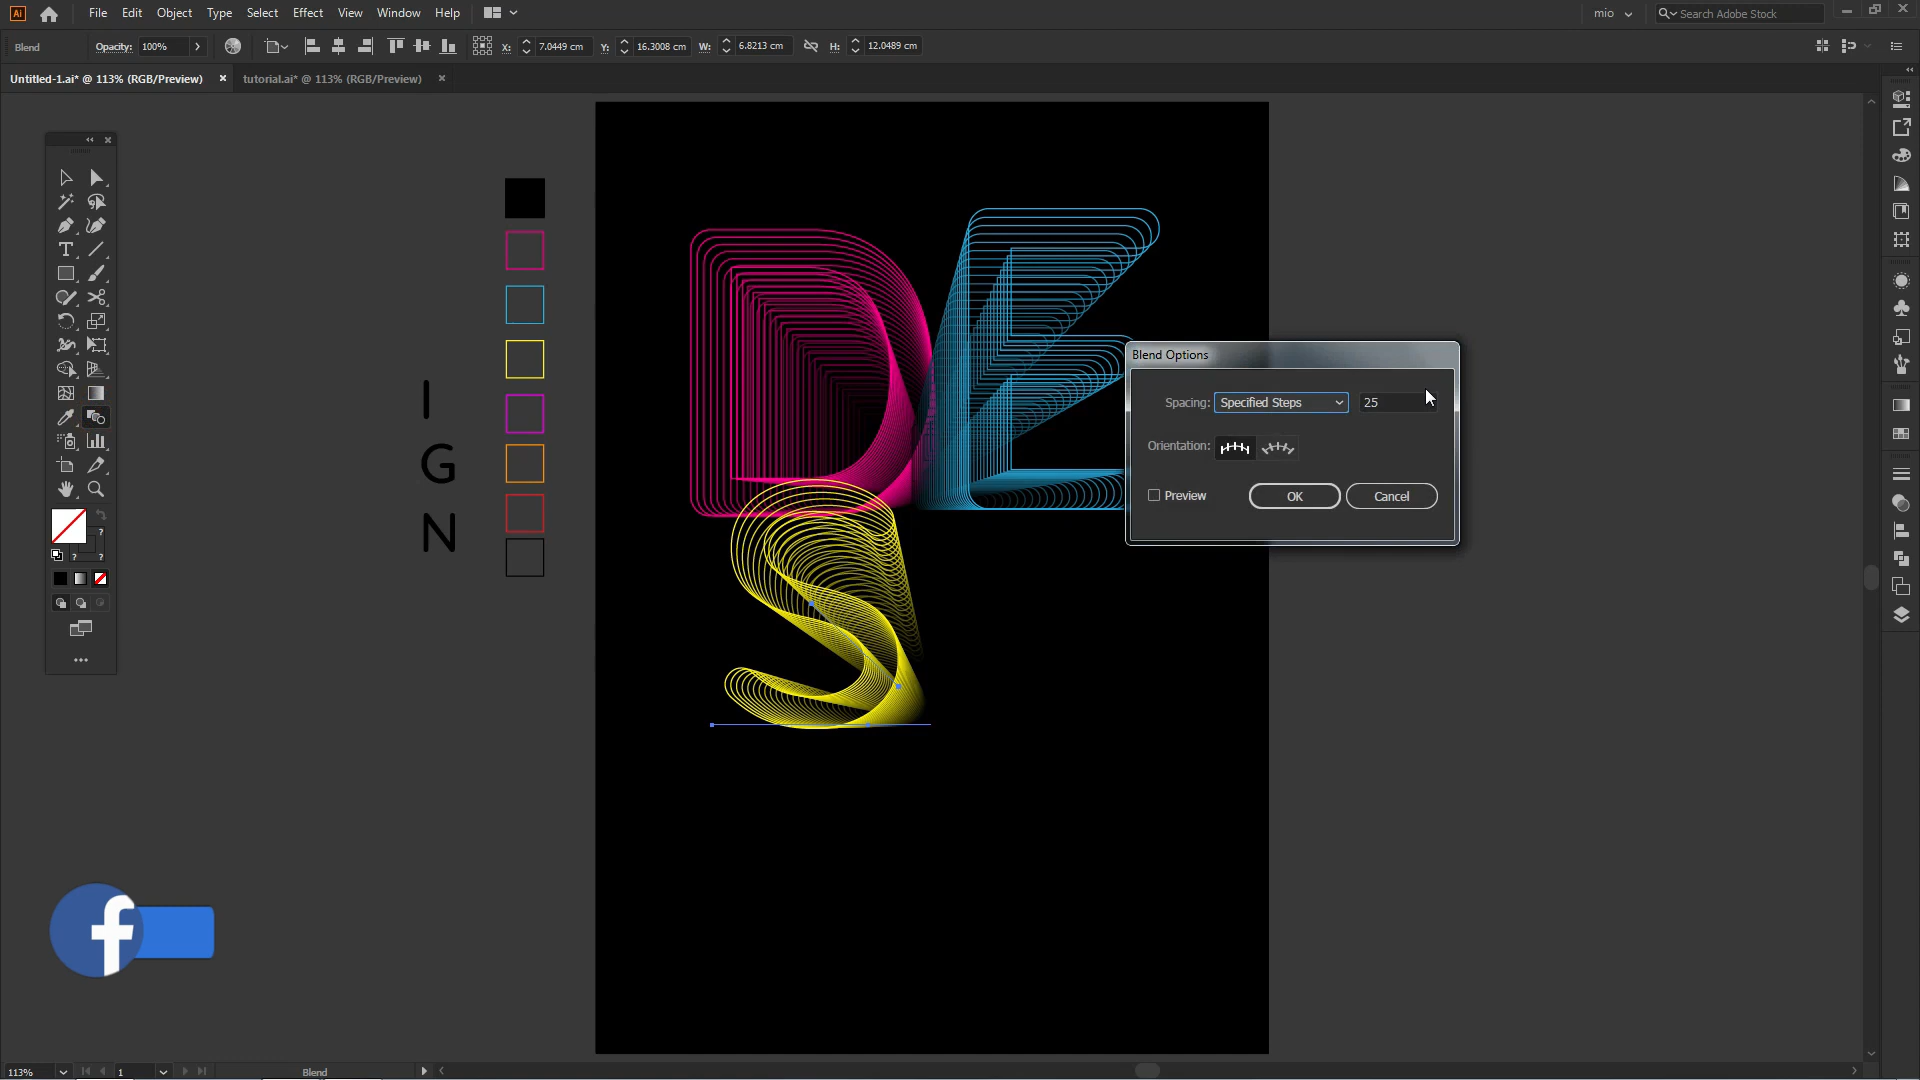 Ai File Edit Object Type Select Effect View Window Help mio Search Adobe Stock
Blend Opacity: 100% X: 7.0449 cm Y: 16.3008 cm W: 6.8213 cm H: 12.0489 cm
Untitled-1.ai* @ 113% (RGB/Preview) × tutorial.ai* @ 113% (RGB/Preview) ×
D E
S
I
G
N
Blend Options
Spacing: Specified Steps 25
Orientation:
Preview OK Cancel
f
113% 1 Blend